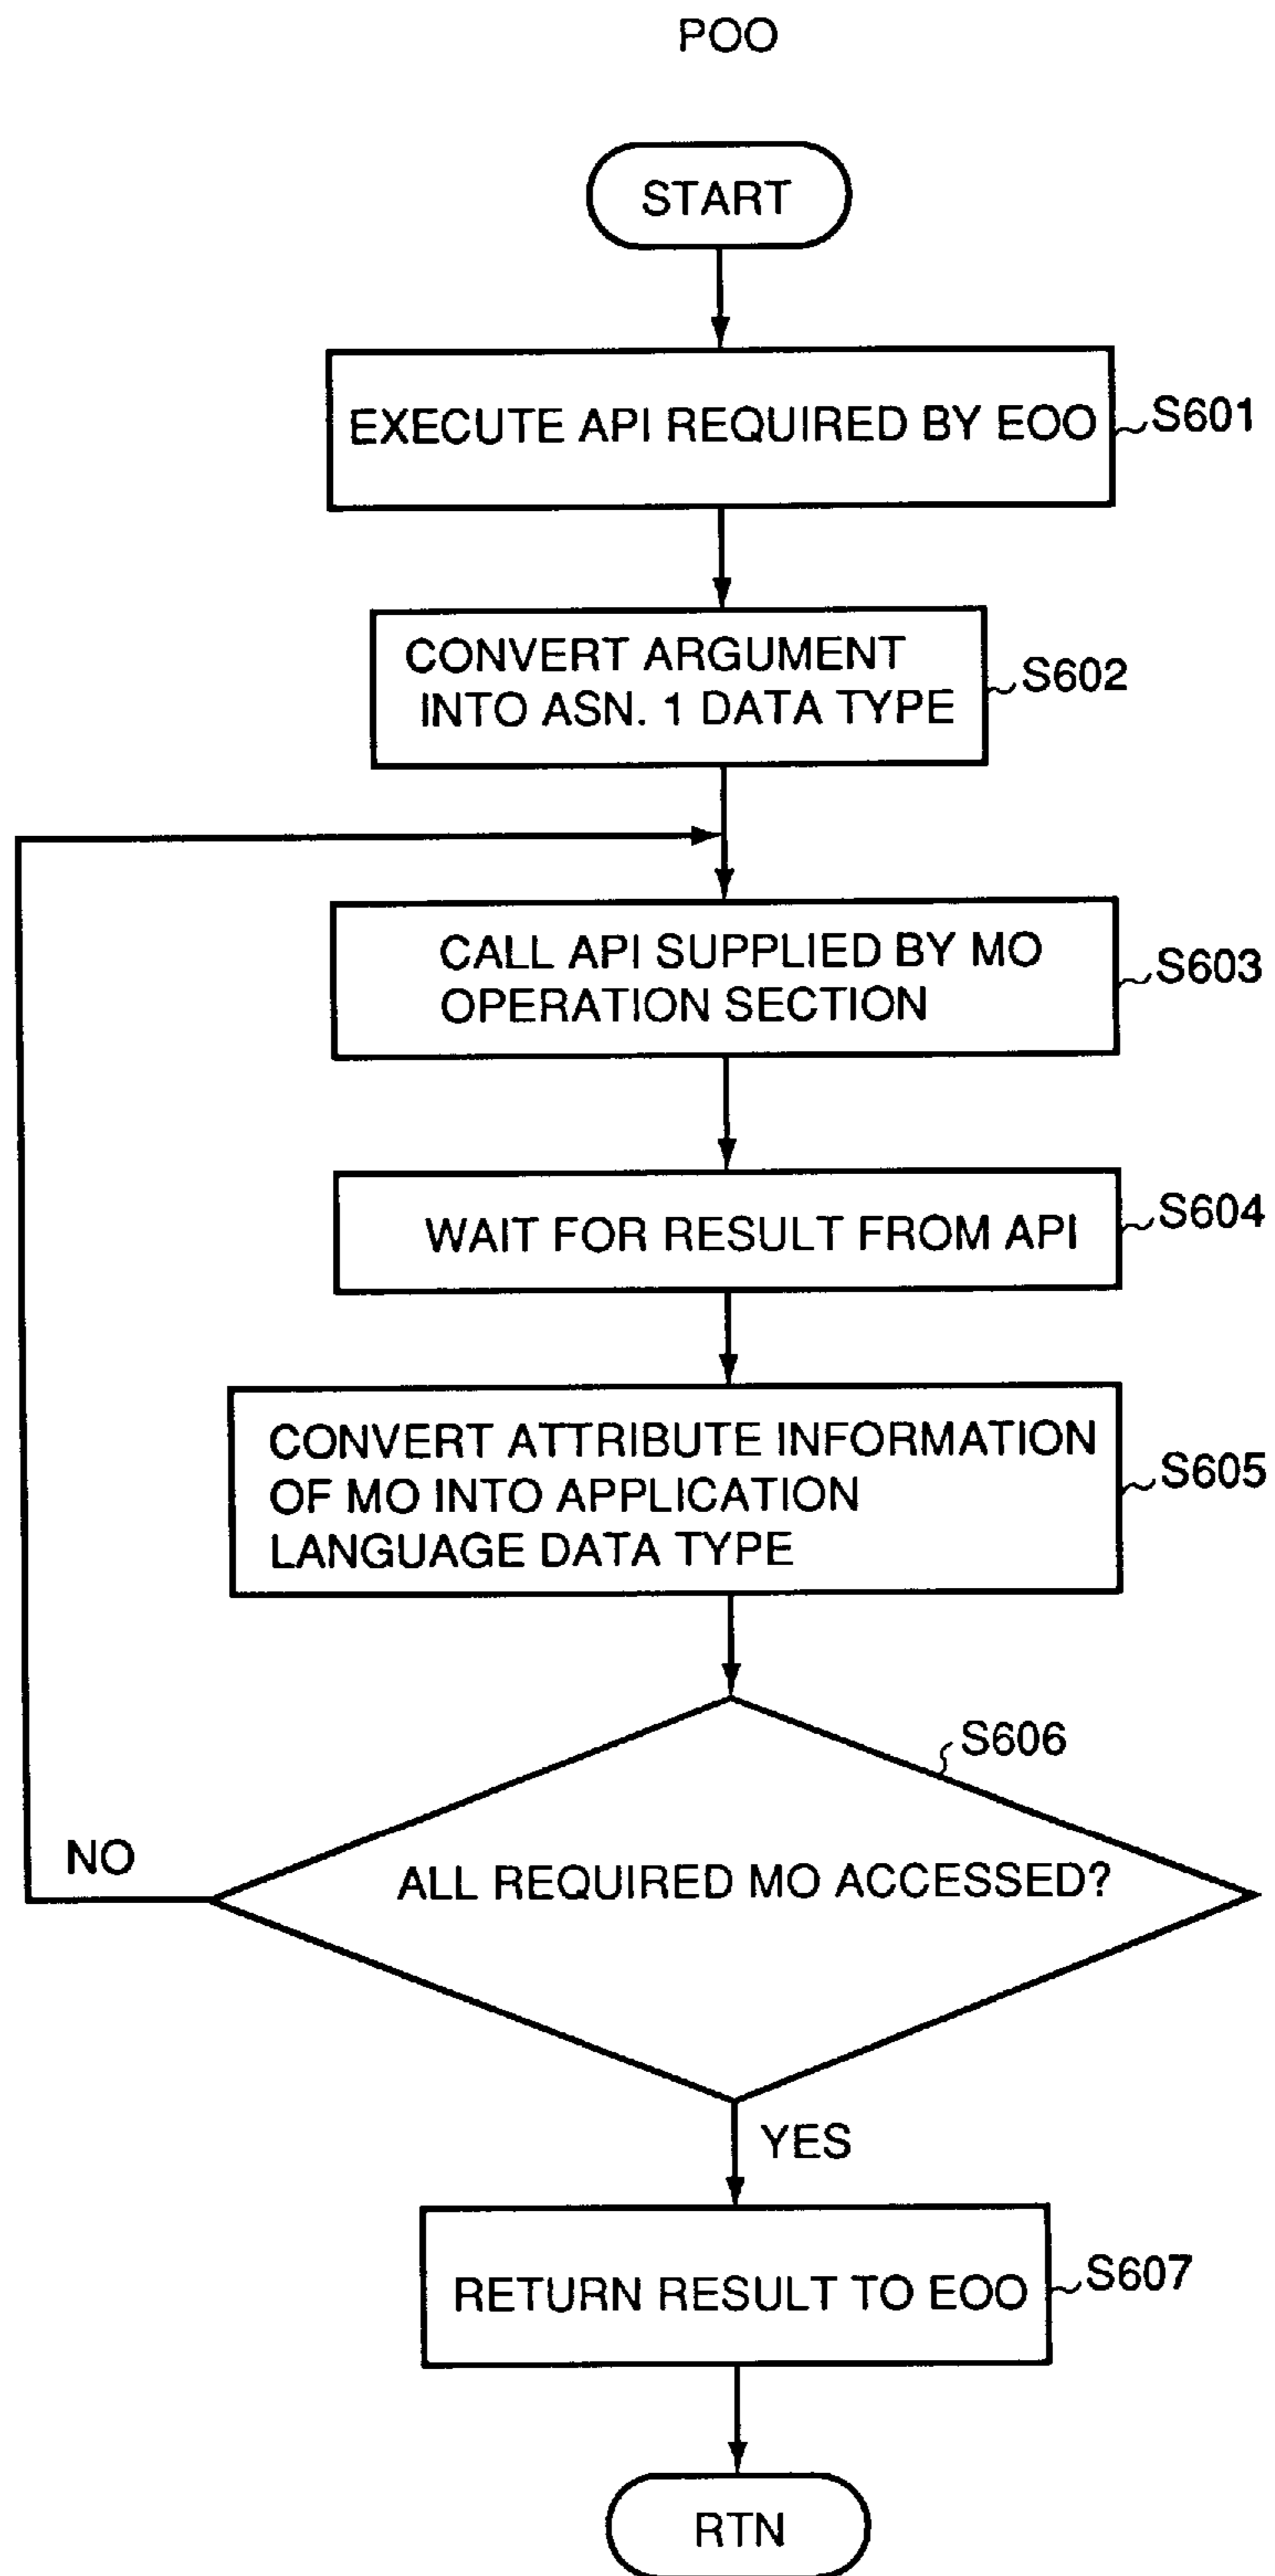 POO
START
EXECUTE API REQUIRED BY EOO
S601
CONVERT ARGUMENT
INTO ASN. 1 DATA TYPE
S602
CALL API SUPPLIED BY MO
OPERATION SECTION
S603
WAIT FOR RESULT FROM API
S604
CONVERT ATTRIBUTE INFORMATION
OF MO INTO APPLICATION
LANGUAGE DATA TYPE
S605
S606
NO
ALL REQUIRED MO ACCESSED?
YES
RETURN RESULT TO EOO
S607
RTN